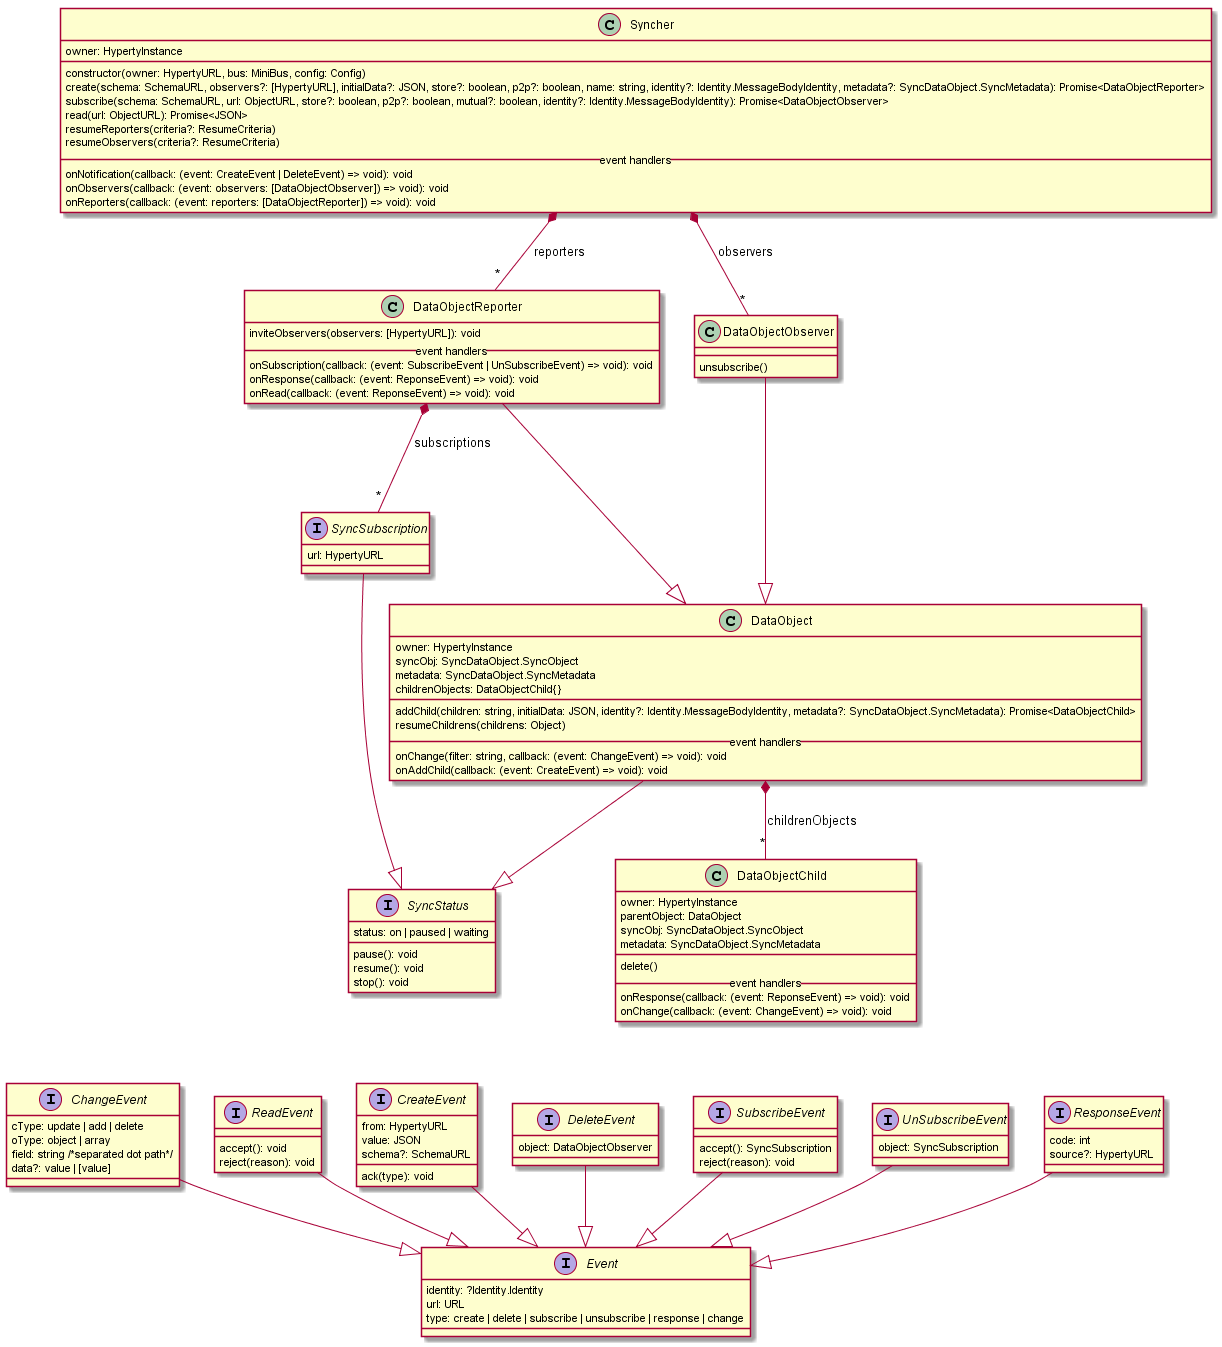 C Syncher
owner: HypertyInstance
constructor(owner: HypertyURL, bus: MiniBus, config: Config)
create(schema: SchemaURL, observers?: [HypertyURL], initialData?: JSON, store?: boolean, p2p?: boolean, name: string, identity?: Identity.MessageBodyIdentity, metadata?: SyncDataObject.SyncMetadata): Promise<DataObjectReporter>
subscribe(schema: SchemaURL, url: ObjectURL, store?: boolean, p2p?: boolean, mutual?: boolean, identity?: Identity.MessageBodyIdentity): Promise<DataObjectObserver>
read(url: ObjectURL): Promise<JSON>
resumeReporters(criteria?: ResumeCriteria)
resumeObservers(criteria?: ResumeCriteria)
event handlers
onNotification(callback: (event: CreateEvent | DeleteEvent) => void): void
onObservers(callback: (event: observers: [DataObjectObserver]) => void): void
onReporters(callback: (event: reporters: [DataObjectReporter]) => void): void
reporters
*
observers
*
C DataObjectReporter
inviteObservers(observers: [HypertyURL]): void
event handlers
onSubscription(callback: (event: SubscribeEvent | UnSubscribeEvent) => void): void
onResponse(callback: (event: ReponseEvent) => void): void
onRead(callback: (event: ReponseEvent) => void): void
C DataObjectObserver
unsubscribe()
subscriptions
*
I SyncSubscription
url: HypertyURL
C DataObject
owner: HypertyInstance
syncObj: SyncDataObject.SyncObject
metadata: SyncDataObject.SyncMetadata
childrenObjects: DataObjectChild{}
addChild(children: string, initialData: JSON, identity?: Identity.MessageBodyIdentity, metadata?: SyncDataObject.SyncMetadata): Promise<DataObjectChild>
resumeChildrens(childrens: Object)
event handlers
onChange(filter: string, callback: (event: ChangeEvent) => void): void
onAddChild(callback: (event: CreateEvent) => void): void
childrenObjects
*
I SyncStatus
status: on | paused | waiting
pause(): void
resume(): void
stop(): void
C DataObjectChild
owner: HypertyInstance
parentObject: DataObject
syncObj: SyncDataObject.SyncObject
metadata: SyncDataObject.SyncMetadata
delete()
event handlers
onResponse(callback: (event: ReponseEvent) => void): void
onChange(callback: (event: ChangeEvent) => void): void
I ChangeEvent
cType: update | add | delete
oType: object | array
field: string /*separated dot path*/
data?: value | [value]
I ReadEvent
accept(): void
reject(reason): void
I CreateEvent
from: HypertyURL
value: JSON
schema?: SchemaURL
ack(type): void
I DeleteEvent
object: DataObjectObserver
I SubscribeEvent
accept(): SyncSubscription
reject(reason): void
I UnSubscribeEvent
object: SyncSubscription
I ResponseEvent
code: int
source?: HypertyURL
I Event
identity: ?Identity.Identity
url: URL
type: create | delete | subscribe | unsubscribe | response | change